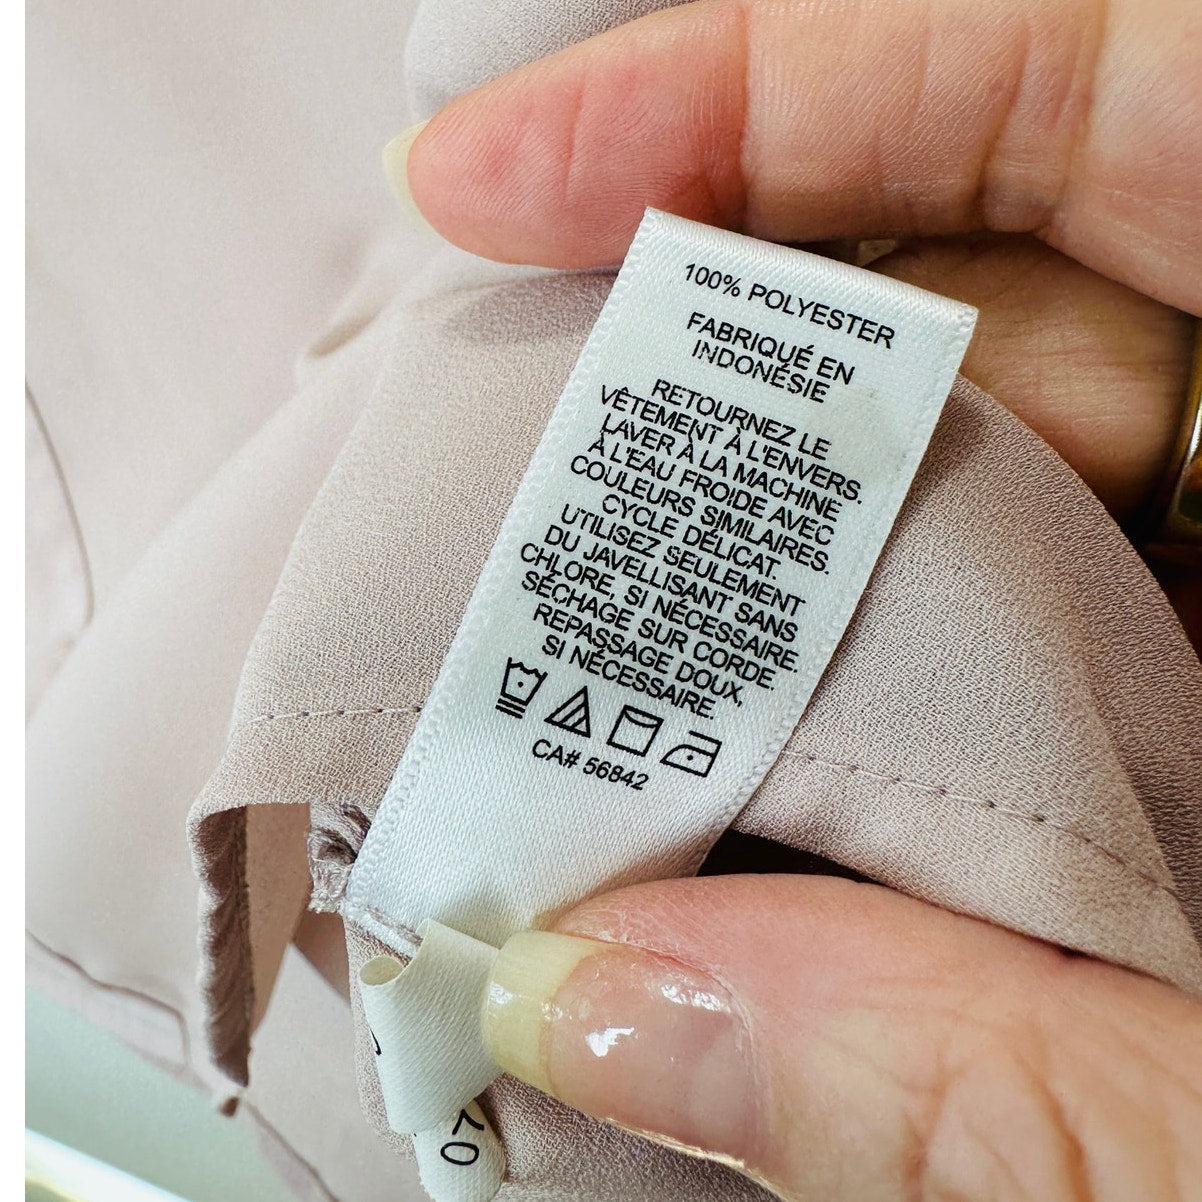 100% POLYESTER
FABRIQUÉ EN
INDONÉSIE
RETOURNEZ LE
VÊTEMENT À L'ENVERS.
LAVER À LA MACHINE
À L'EAU FROIDE AVEC
COULEURS SIMILAIRES.
CYCLE DÉLICAT.
UTILISEZ SEULEMENT
DU JAVELLISANT SANS
CHLORE, SI NÉCESSAIRE.
SÉCHAGE SUR CORDE.
REPASSAGE DOUX,
SI NÉCESSAIRE.
CA# 56842
07